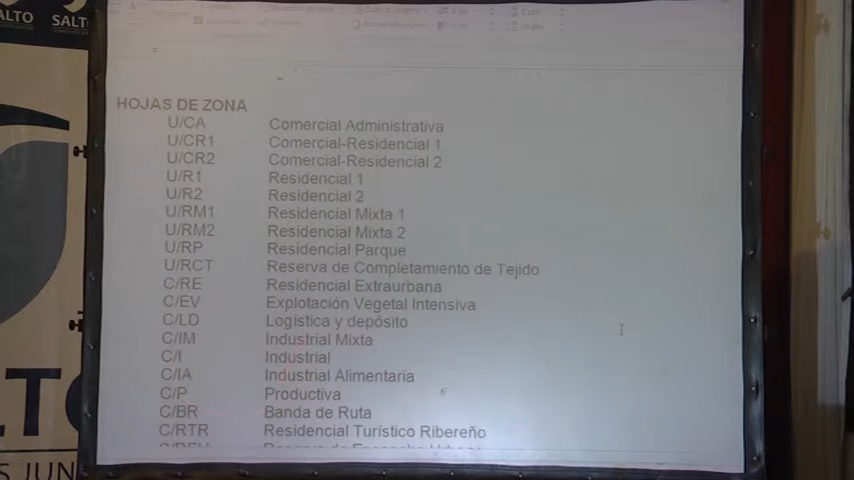 SALTO
HOJAS DE ZONA
U/CA Comercial Administrativa
U/CR1 Comercial-Residencial 1
U/CR2 Comercial-Residencial 2
U/R1 Residencial 1
U/R2 Residencial 2
U/RM1 Residencial Mixta 1
U/RM2 Residencial Mixta 2
U/RP Residencial Parque
U/RCT Reserva de Completamiento de Tejido
C/RE Residencial Extraurbana
C/EV Explotación Vegetal Intensiva
C/LD Logística y depósito
C/IM Industrial Mixta
C/I Industrial
C/IA Industrial Alimentaria
C/P Productiva
C/BR Banda de Ruta
C/RTR Residencial Turístico Ribereño